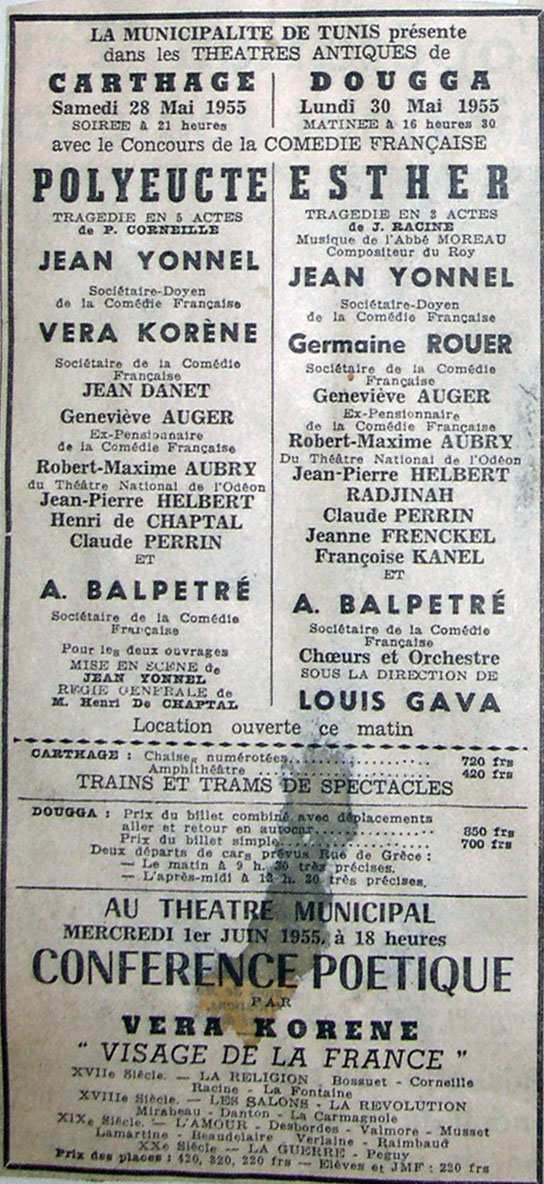 LA MUNICIPALITE DE TUNIS présente
dans les THEATRES ANTIQUES de
CARTHAGE
Samedi 28 Mai 1955
SOIREE à 21 heures
DOUGGA
Lundi 30 Mai 1955
MATINEE à 16 heures 30
avec le Concours de la COMEDIE FRANÇAISE
POLYEUCTE
TRAGEDIE EN 5 ACTES
de P. CORNEILLE
JEAN YONNEL
Sociétaire-Doyen
de la Comédie Française
VERA KORÈNE
Sociétaire de la Comédie
Française
JEAN DANET
Geneviève AUGER
Ex-Pensionnaire
de la Comédie Française
Robert-Maxime AUBRY
du Théâtre National de l'Odéon
Jean-Pierre HELBERT
Henri de CHAPTAL
Claude PERRIN
ET
A. BALPETRÉ
Sociétaire de la Comédie
Française
Pour les deux ouvrages
MISE EN SCENE de
JEAN YONNEL
REGIE GENERALE de
M. Henri De CHAPTAL
ESTHER
TRAGEDIE EN 3 ACTES
de J. RACINE
Musique de l'Abbé MOREAU
Compositeur du Roy
JEAN YONNEL
Sociétaire-Doyen
de la Comédie Française
Germaine ROUER
Sociétaire de la Comédie
Française
Geneviève AUGER
Ex-Pensionnaire
de la Comédie Française
Robert-Maxime AUBRY
Du Théâtre National de l'Odéon
Jean-Pierre HELBERT
RADJINAH
Claude PERRIN
Jeanne FRENCKEL
Françoise KANEL
ET
A. BALPETRÉ
Sociétaire de la Comédie
Française
Chœurs et Orchestre
SOUS LA DIRECTION DE
LOUIS GAVA
Location ouverte ce matin
CARTHAGE : Chaises numérotées.................... 720 frs
Amphithéâtre .................... 420 frs
TRAINS ET TRAMS DE SPECTACLES
DOUGGA : Prix du billet combiné avec déplacements
aller et retour en autocar................ 850 frs
Prix du billet simple.................... 700 frs
Deux départs de cars prévus Rue de Grèce :
— Le matin à 9 h. 30 très précises.
— L'après-midi à 12 h. 30 très précises.
AU THEATRE MUNICIPAL
MERCREDI 1er JUIN 1955, à 18 heures
CONFERENCE POETIQUE
PAR
VERA KORENE
" VISAGE DE LA FRANCE "
XVIIe Siècle. — LA RELIGION Bossuet - Corneille
Racine - La Fontaine
XVIIIe Siècle. — LES SALONS - LA REVOLUTION
Mirabeau - Danton - La Carmagnole
XIXe Siècle. — L'AMOUR - Desbordes - Valmore - Musset
Lamartine - Beaudelaire Verlaine - Raimbaud
XXe Siècle — LA GUERRE - Peguy
Prix des places : 420, 320, 220 frs — Elèves et JMF : 220 frs